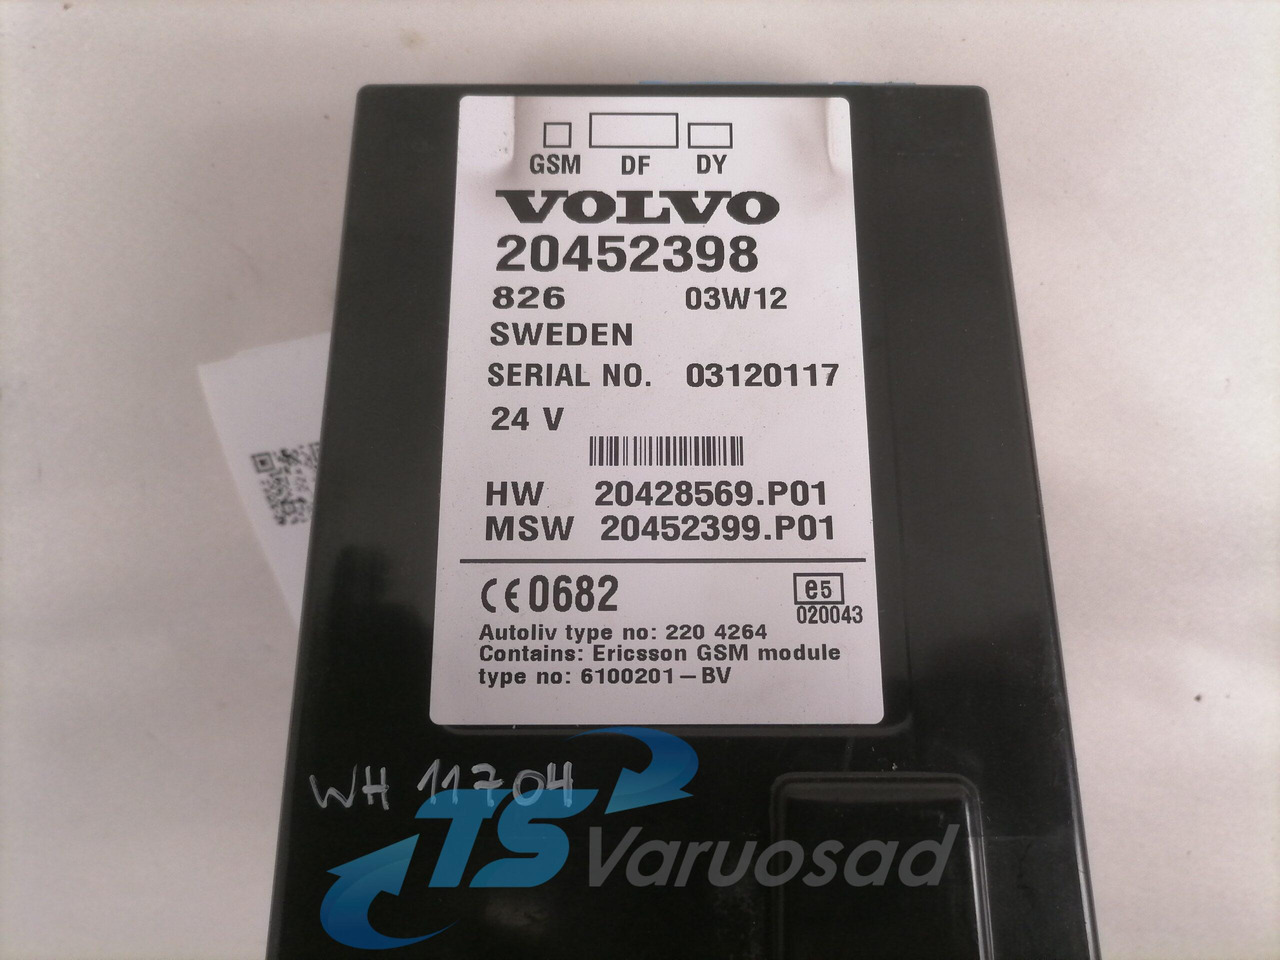 GSM DF DY
VOLVO
20452398
826 03W12
SWEDEN
SERIAL NO. 03120117
24 V
HW 20428569.P01
MSW 20452399.P01
CE0682 e5
020043
Autoliv type no: 220 4264
Contains: Ericsson GSM module
type no: 6100201-BV
WH 11704
TS Varuosad